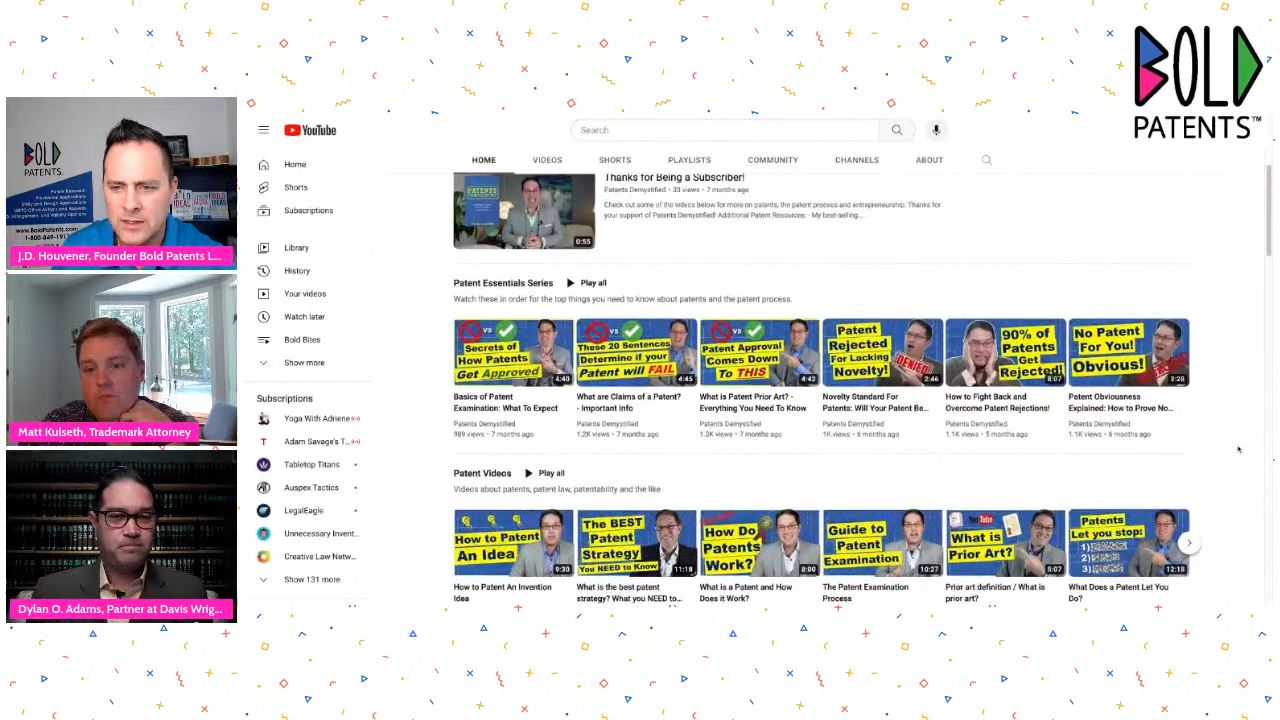 BOLD
PATENTS™
BOLD
PATENTS
www.BoldPatents.com
J.D. Houvener, Founder Bold Patents L...
Matt Kulseth, Trademark Attorney
Dylan O. Adams, Partner at Davis Wrig...
YouTube
Search
Home
Shorts
Subscriptions
Library
History
Your videos
Watch later
Bold Bites
Show more
Subscriptions
Yoga With Adriene
Adam Savage's T...
Tabletop Titans
Auspex Tactics
LegalEagle
Unnecessary Invent...
Creative Law Netw...
Show 131 more
HOME VIDEOS SHORTS PLAYLISTS COMMUNITY CHANNELS ABOUT
PATENTS
0:55
Thanks for Being a Subscriber!
Patents Demystified • 33 views • 7 months ago
Check out some of the videos below for more on patents, the patent process and entrepreneurship. Thanks for
your support of Patents Demystified! Additional Patent Resources: - My best-selling...
Patent Essentials Series Play all
Watch these in order for the top things you need to know about patents and the patent process.
vs
Secrets of
How Patents
Get Approved
4:40
Basics of Patent
Examination: What To Expect
Patents Demystified
989 views • 7 months ago
vs
These 20 Sentences
Determine if your
Patent will FAIL
4:45
What are Claims of a Patent?
- Important Info
Patents Demystified
1.2K views • 7 months ago
vs
Patent Approval
Comes Down
To THIS
4:42
What is Patent Prior Art? -
Everything You Need To Know
Patents Demystified
1.3K views • 7 months ago
Patent
Rejected
For Lacking
Novelty!
DENIED!
2:46
Novelty Standard For
Patents: Will Your Patent Be...
Patents Demystified
1K views • 6 months ago
90% of
Patents
Get
Rejected!
8:07
How to Fight Back and
Overcome Patent Rejections!
Patents Demystified
1.1K views • 5 months ago
No Patent
For You!
Obvious!
3:28
Patent Obviousness
Explained: How to Prove No...
Patents Demystified
1.1K views • 6 months ago
Patent Videos Play all
Videos about patents, patent law, patentability and the like
How to Patent
An Idea
9:30
How to Patent An Invention
Idea
The BEST
Patent
Strategy
YOU NEED to Know
11:18
What is the best patent
strategy? What you NEED to...
How Do
Patents
Work?
8:00
What is a Patent and How
Does it Work?
Guide to
Patent
Examination
10:27
The Patent Examination
Process
YouTube
What is
Prior Art?
5:07
Prior art definition / What is
prior art?
Patents
Let you stop:
12:18
What Does a Patent Let You
Do?